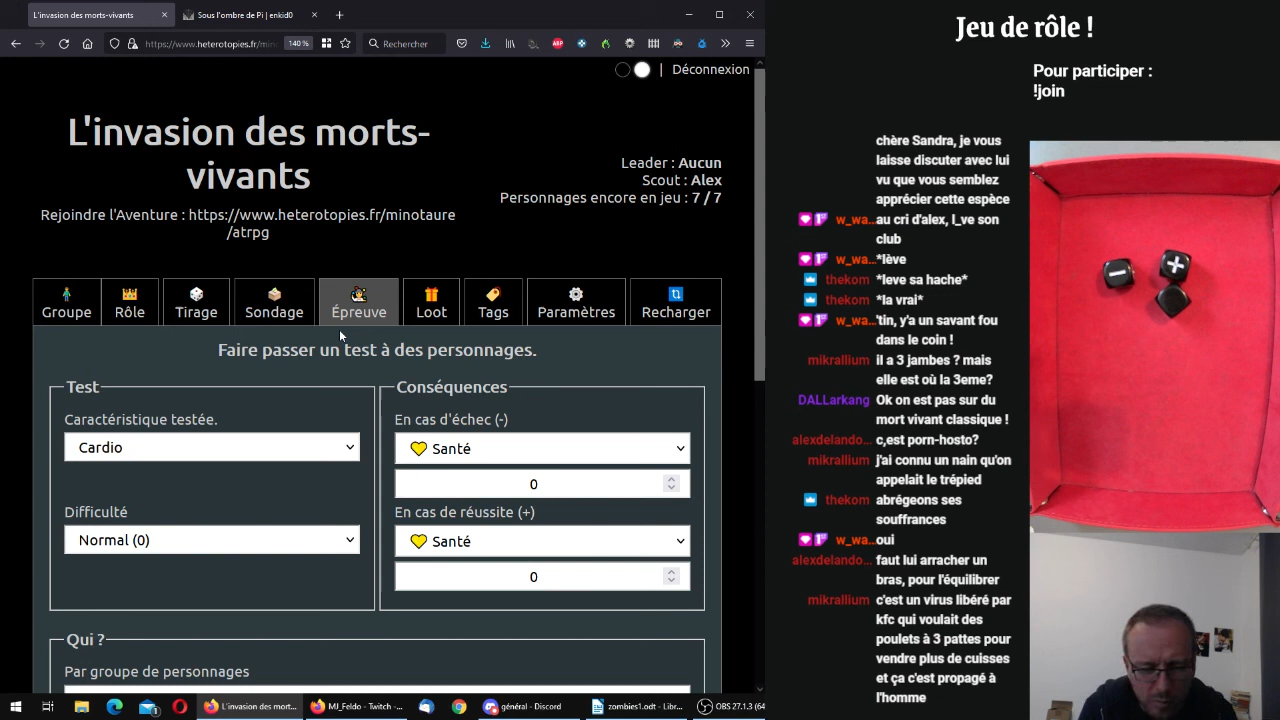 L'invasion des morts-vivants
Sous l'ombre de Pi | enkid0
https://www.heterotopies.fr/min
140 %
Rechercher
ABP
Déconnexion
L'invasion des morts-
vivants
Leader : Aucun
Scout : Alex
Personnages encore en jeu : 7 / 7
Rejoindre l'Aventure : https://www.heterotopies.fr/minotaure
/atrpg
Groupe
Rôle
Tirage
Sondage
Épreuve
Loot
Tags
Paramètres
Recharger
Faire passer un test à des personnages.
Test
Caractéristique testée.
Cardio
Difficulté
Normal (0)
Conséquences
En cas d'échec (-)
Santé
0
En cas de réussite (+)
Santé
0
Qui ?
Par groupe de personnages
L'invasion des mort...
MJ_Feldo - Twitch -...
général - Discord
zombies1.odt - Libr...
OBS 27.1.3 (64
Jeu de rôle !
Pour participer :
!join
chère Sandra, je vous
laisse discuter avec lui
vu que vous semblez
apprécier cette espèce
w_wa... au cri d'alex, l_ve son
club
w_wa... *lève
thekom *leve sa hache*
thekom *la vrai*
w_wa... 'tin, y'a un savant fou
dans le coin !
mikrallium il a 3 jambes ? mais
elle est où la 3eme?
DALLarkang Ok on est pas sur du
mort vivant classique !
alexdelando... c,est porn-hosto?
mikrallium j'ai connu un nain qu'on
appelait le trépied
thekom abrégeons ses
souffrances
w_wa... oui
alexdelando... faut lui arracher un
bras, pour l'équilibrer
mikrallium c'est un virus libéré par
kfc qui voulait des
poulets à 3 pattes pour
vendre plus de cuisses
et ça c'est propagé à
l'homme